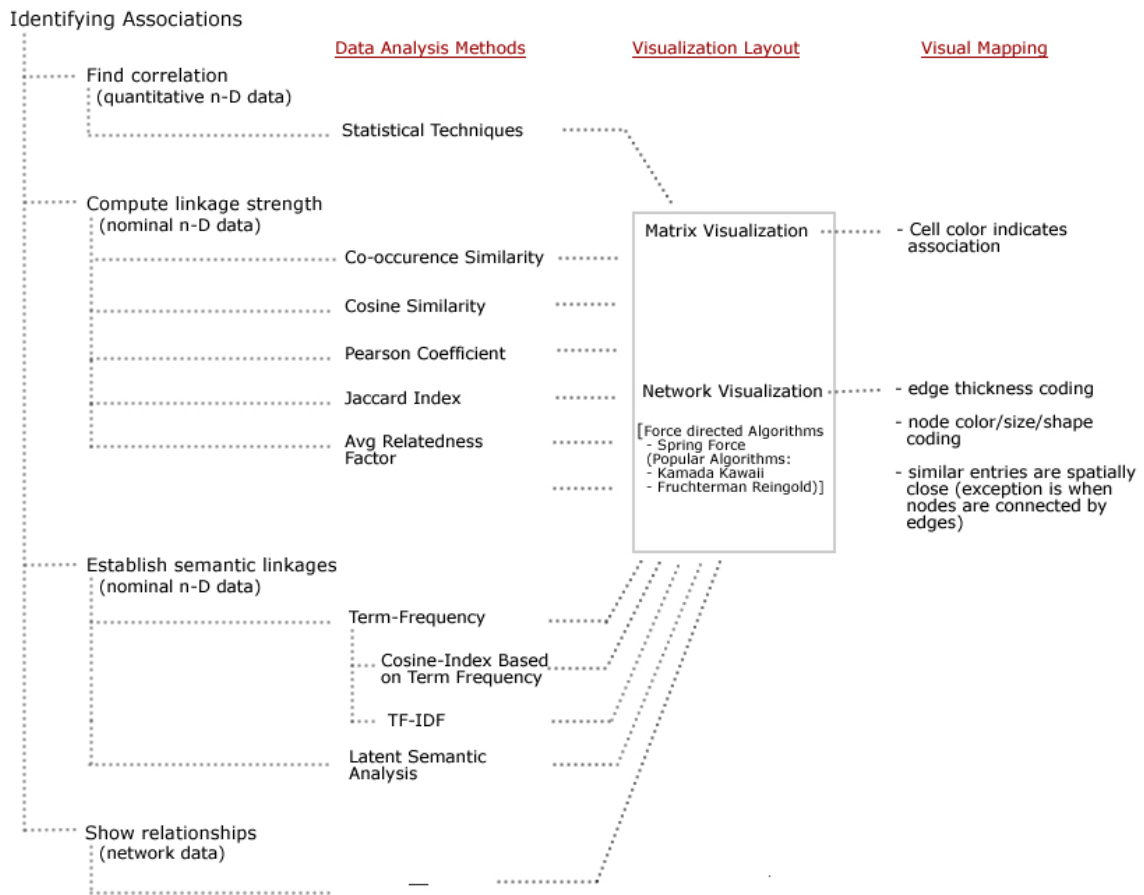 Identifying Associations
Data Analysis Methods
Visualization Layout
Visual Mapping
Find correlation
(quantitative n-D data)
Statistical Techniques
Compute linkage strength
(nominal n-D data)
Matrix Visualization
- Cell color indicates
association
Co-occurence Similarity
Cosine Similarity
Pearson Coefficient
Jaccard Index
Avg Relatedness
Factor
Network Visualization
[Force directed Algorithms
- Spring Force
(Popular Algorithms:
- Kamada Kawaii
- Fruchterman Reingold)]
- edge thickness coding
- node color/size/shape
coding
- similar entries are spatially
close (exception is when
nodes are connected by
edges)
Establish semantic linkages
(nominal n-D data)
Term-Frequency
Cosine-Index Based
on Term Frequency
TF-IDF
Latent Semantic
Analysis
Show relationships
(network data)
—